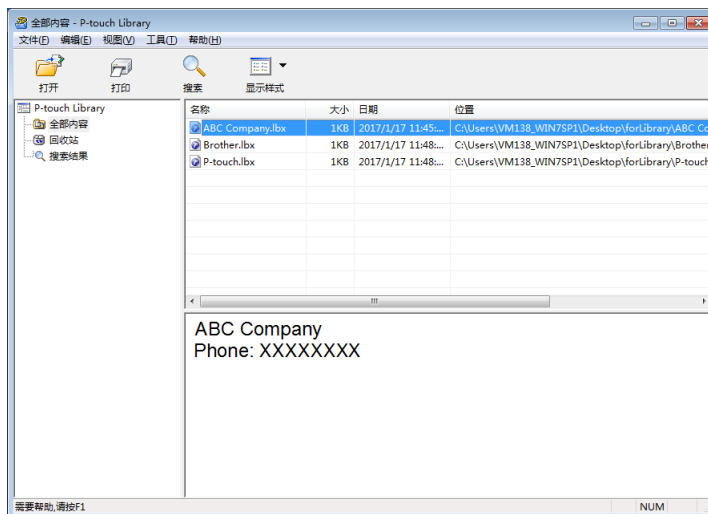 全部内容 - P-touch Library
文件(F) 编辑(E) 视图(V) 工具(T) 帮助(H)
打开 打印 搜索 显示样式
P-touch Library
全部内容
回收站
搜索结果
名称 大小 日期 位置
ABC Company.lbx 1KB 2017/1/17 11:45:... C:\Users\VM138_WIN7SP1\Desktop\forLibrary\ABC Co
Brother.lbx 1KB 2017/1/17 11:48:... C:\Users\VM138_WIN7SP1\Desktop\forLibrary\Brother
P-touch.lbx 1KB 2017/1/17 11:48:... C:\Users\VM138_WIN7SP1\Desktop\forLibrary\P-touch
ABC Company
Phone: XXXXXXXX
需要帮助,请按F1 NUM